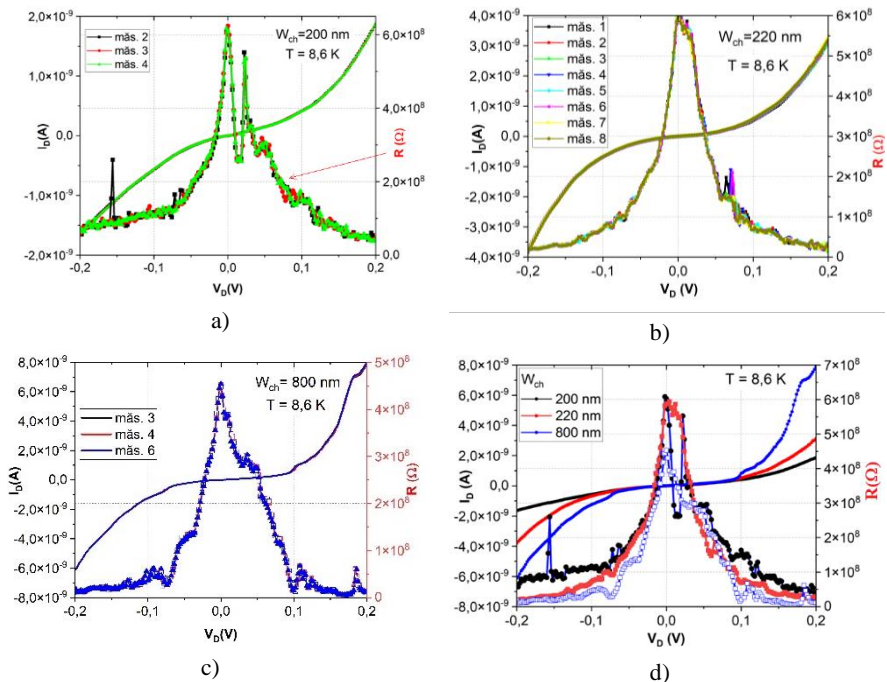 2,0×10⁻⁹
1,0×10⁻⁹
0,0
-1,0×10⁻⁹
-2,0×10⁻⁹
I_D(A)
măs. 2
măs. 3
măs. 4
W_ch=200 nm
T = 8,6 K
6,0×10⁸
4,0×10⁸
2,0×10⁸
0,0
R (Ω)
-0,2 -0,1 0,0 0,1 0,2
V_D(V)
a)
4,0×10⁻⁹
3,0×10⁻⁹
2,0×10⁻⁹
1,0×10⁻⁹
0,0
-1,0×10⁻⁹
-2,0×10⁻⁹
-3,0×10⁻⁹
-4,0×10⁻⁹
I_D(A)
măs. 1
măs. 2
măs. 3
măs. 4
măs. 5
măs. 6
măs. 7
măs. 8
W_ch=220 nm
T = 8,6 K
6×10⁸
5×10⁸
4×10⁸
3×10⁸
2×10⁸
1×10⁸
0
R (Ω)
-0,2 -0,1 0,0 0,1 0,2
V_D (V)
b)
8,0×10⁻⁹
6,0×10⁻⁹
4,0×10⁻⁹
2,0×10⁻⁹
0,0
-2,0×10⁻⁹
-4,0×10⁻⁹
-6,0×10⁻⁹
-8,0×10⁻⁹
I_D(A)
măs. 3
măs. 4
măs. 6
W_ch= 800 nm
T = 8,6 K
5×10⁸
4×10⁸
3×10⁸
2×10⁸
1×10⁸
0
R (Ω)
-0,2 -0,1 0,0 0,1 0,2
V_D(V)
c)
8,0×10⁻⁹
6,0×10⁻⁹
4,0×10⁻⁹
2,0×10⁻⁹
0,0
-2,0×10⁻⁹
-4,0×10⁻⁹
-6,0×10⁻⁹
-8,0×10⁻⁹
I_D (A)
W_ch
200 nm
220 nm
800 nm
T = 8,6 K
7×10⁸
6×10⁸
5×10⁸
4×10⁸
3×10⁸
2×10⁸
1×10⁸
0
R(Ω)
-0,2 -0,1 0,0 0,1 0,2
V_D (V)
d)